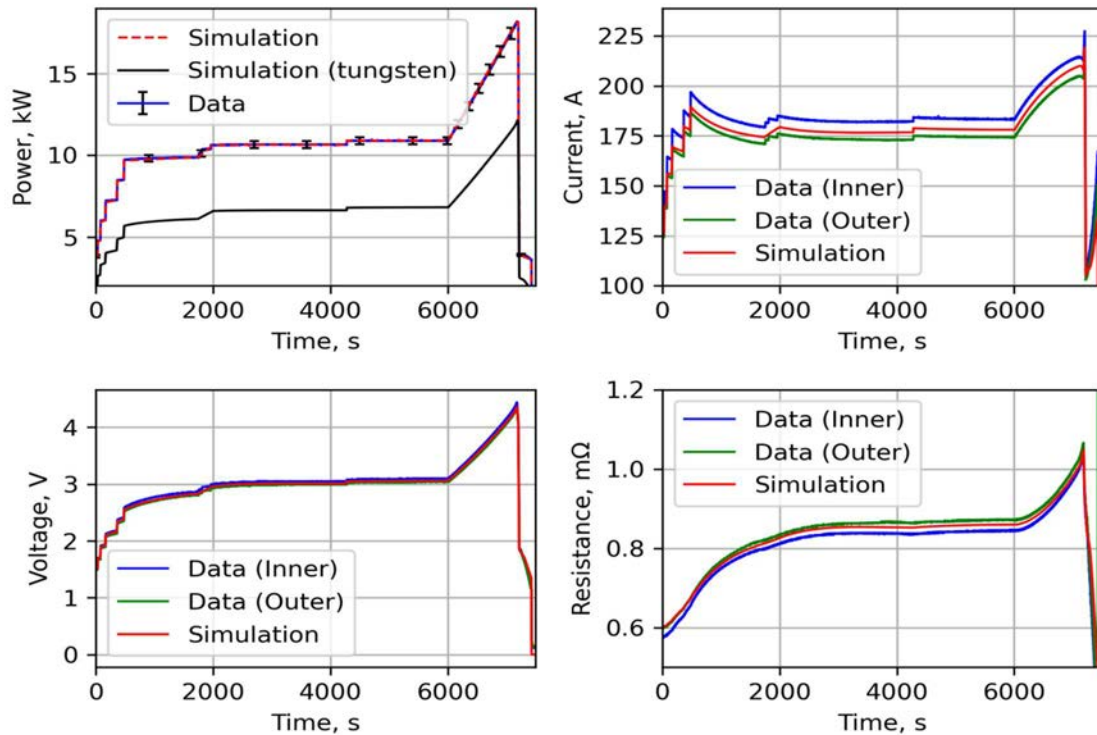 Power, kW
15
10
5
Simulation
Simulation (tungsten)
Data
0 2000 4000 6000
Time, s
Current, A
225
200
175
150
125
100
Data (Inner)
Data (Outer)
Simulation
0 2000 4000 6000
Time, s
Voltage, V
4
3
2
1
0
Data (Inner)
Data (Outer)
Simulation
0 2000 4000 6000
Time, s
Resistance, mΩ
1.2
1.0
0.8
0.6
Data (Inner)
Data (Outer)
Simulation
0 2000 4000 6000
Time, s